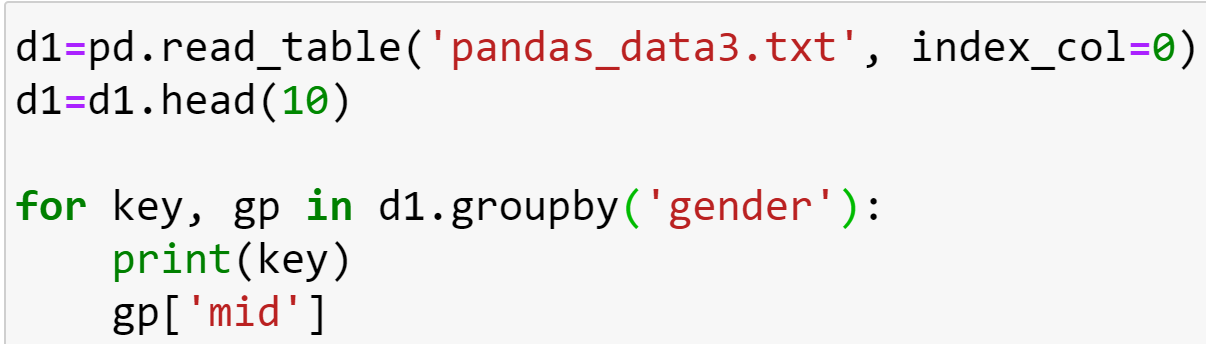 d1=pd.read_table('pandas_data3.txt', index_col=0)
d1=d1.head(10)

for key, gp in d1.groupby('gender'):
    print(key)
    gp['mid']